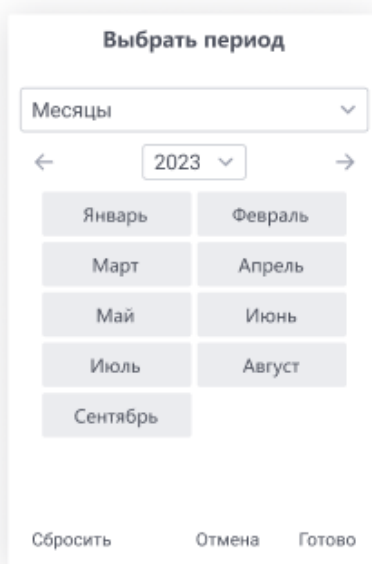 Выбрать период
Месяцы
2023
Январь Февраль
Март Апрель
Май Июнь
Июль Август
Сентябрь
Сбросить Отмена Готово